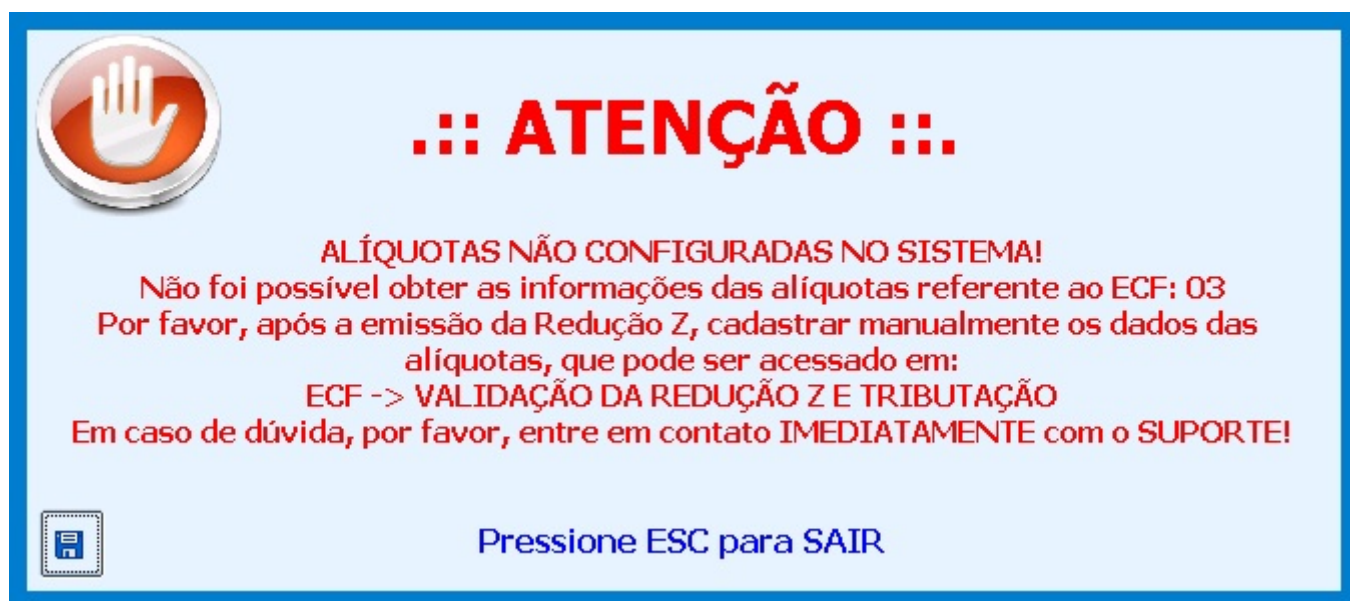 .:: ATENÇÃO ::.
ALÍQUOTAS NÃO CONFIGURADAS NO SISTEMA!
Não foi possível obter as informações das alíquotas referente ao ECF: 03
Por favor, após a emissão da Redução Z, cadastrar manualmente os dados das
alíquotas, que pode ser acessado em:
ECF -> VALIDAÇÃO DA REDUÇÃO Z E TRIBUTAÇÃO
Em caso de dúvida, por favor, entre em contato IMEDIATAMENTE com o SUPORTE!
Pressione ESC para SAIR